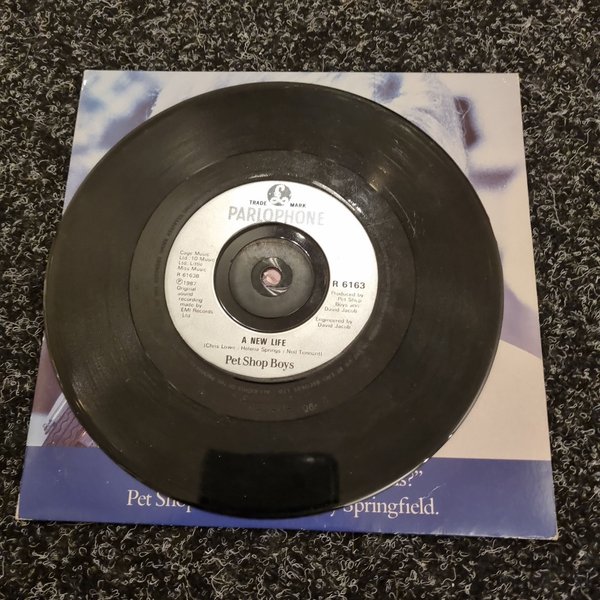 TRADE MARK
PARLOPHONE
Cage Music
Ltd./10 Music
Ltd./Little
Miss Music
R 6163B
Ⓟ1987
Original
sound
recording
made by
EMI Records
Ltd.
R 6163
Produced by
Pet Shop
Boys and
David Jacob
Engineered by
David Jacob
A NEW LIFE
(Chris Lowe / Helena Springs / Neil Tennant)
Pet Shop Boys
?”
Pet Shop Springfield.